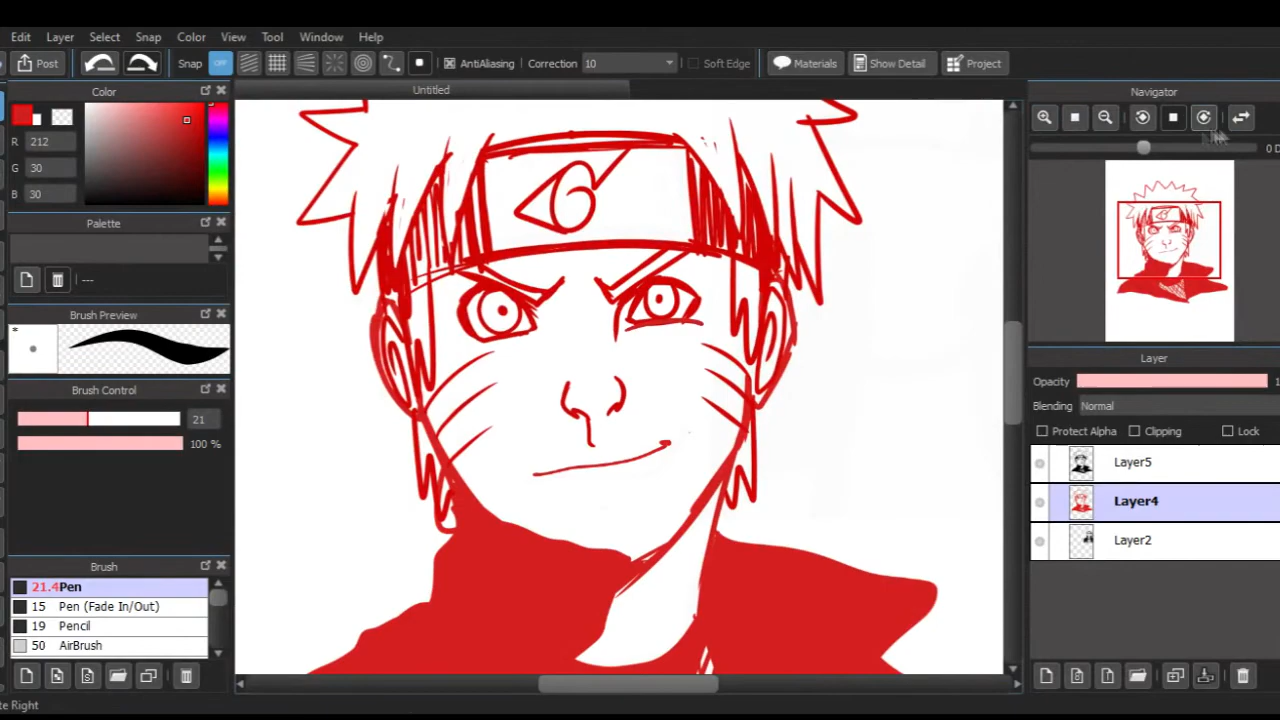 Edit Layer Select Snap Color View Tool Window Help
Post Snap OFF AntiAliasing Correction 10 Soft Edge Materials Show Detail Project
Color Untitled Navigator
R 212
G 30
B 30
0
Palette
---
Brush Preview
*
Brush Control
21
100 %
Layer
Opacity
Blending Normal
Protect Alpha Clipping Lock
Layer5
Layer4
Layer2
Brush
21.4 Pen
15 Pen (Fade In/Out)
19 Pencil
50 AirBrush
Right